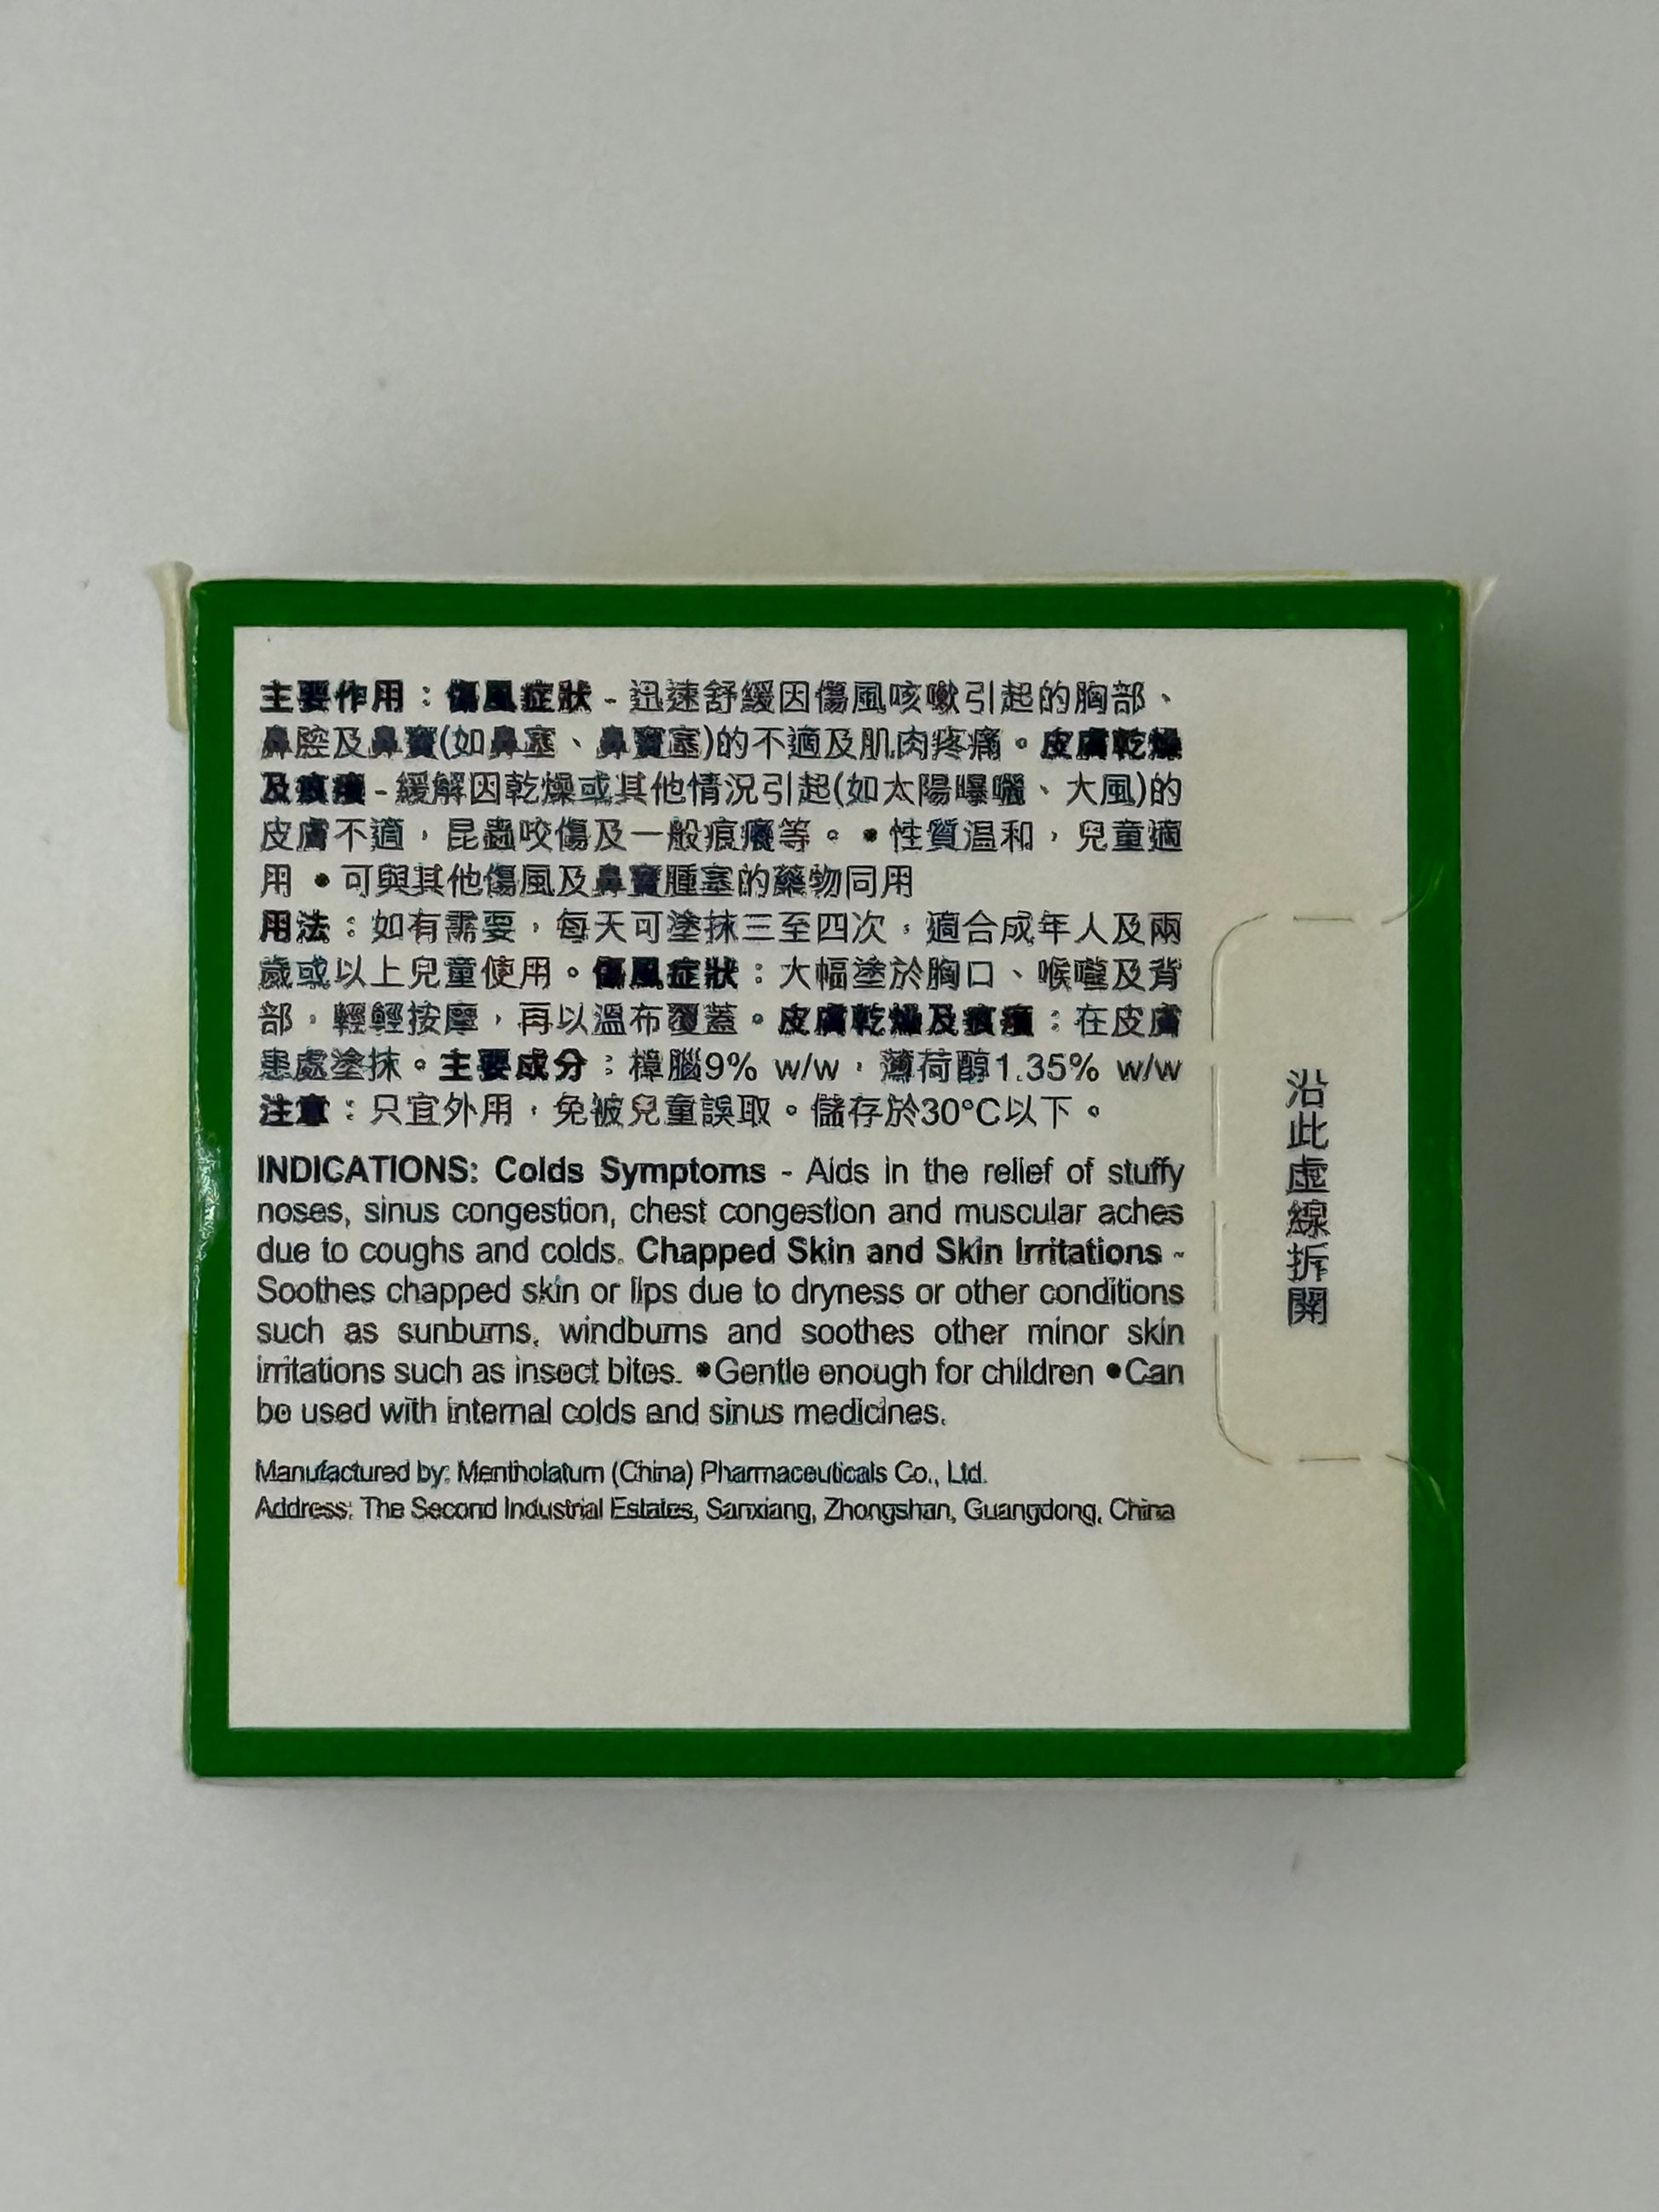 主要作用：傷風症狀 - 迅速舒緩因傷風咳嗽引起的胸部、
鼻腔及鼻竇(如鼻塞、鼻竇塞)的不適及肌肉疼痛。皮膚乾燥
及痕癢 - 緩解因乾燥或其他情況引起(如太陽曝曬、大風)的
皮膚不適，昆蟲咬傷及一般痕癢等。 ●性質溫和，兒童適
用 ●可與其他傷風及鼻竇腫塞的藥物同用
用法：如有需要，每天可塗抹三至四次，適合成年人及兩
歲或以上兒童使用。傷風症狀：大幅塗於胸口、喉嚨及背
部，輕輕按摩，再以溫布覆蓋。皮膚乾燥及痕癢：在皮膚
患處塗抹。主要成分：樟腦9% w/w，薄荷醇1.35% w/w
注意：只宜外用，免被兒童誤取。儲存於30°C以下。
INDICATIONS: Colds Symptoms - Aids in the relief of stuffy
noses, sinus congestion, chest congestion and muscular aches
due to coughs and colds. Chapped Skin and Skin Irritations -
Soothes chapped skin or lips due to dryness or other conditions
such as sunburns, windburns and soothes other minor skin
irritations such as insect bites. ●Gentle enough for children ●Can
be used with internal colds and sinus medicines.
Manufactured by: Mentholatum (China) Pharmaceuticals Co., Ltd.
Address: The Second Industrial Estates, Sanxiang, Zhongshan, Guangdong, China
沿此虛線拆開